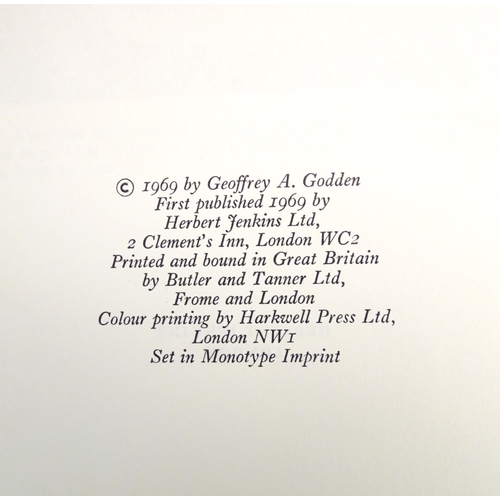 © 1969 by Geoffrey A. Godden
First published 1969 by
Herbert Jenkins Ltd,
2 Clement's Inn, London WC2
Printed and bound in Great Britain
by Butler and Tanner Ltd,
Frome and London
Colour printing by Harkwell Press Ltd,
London NW1
Set in Monotype Imprint